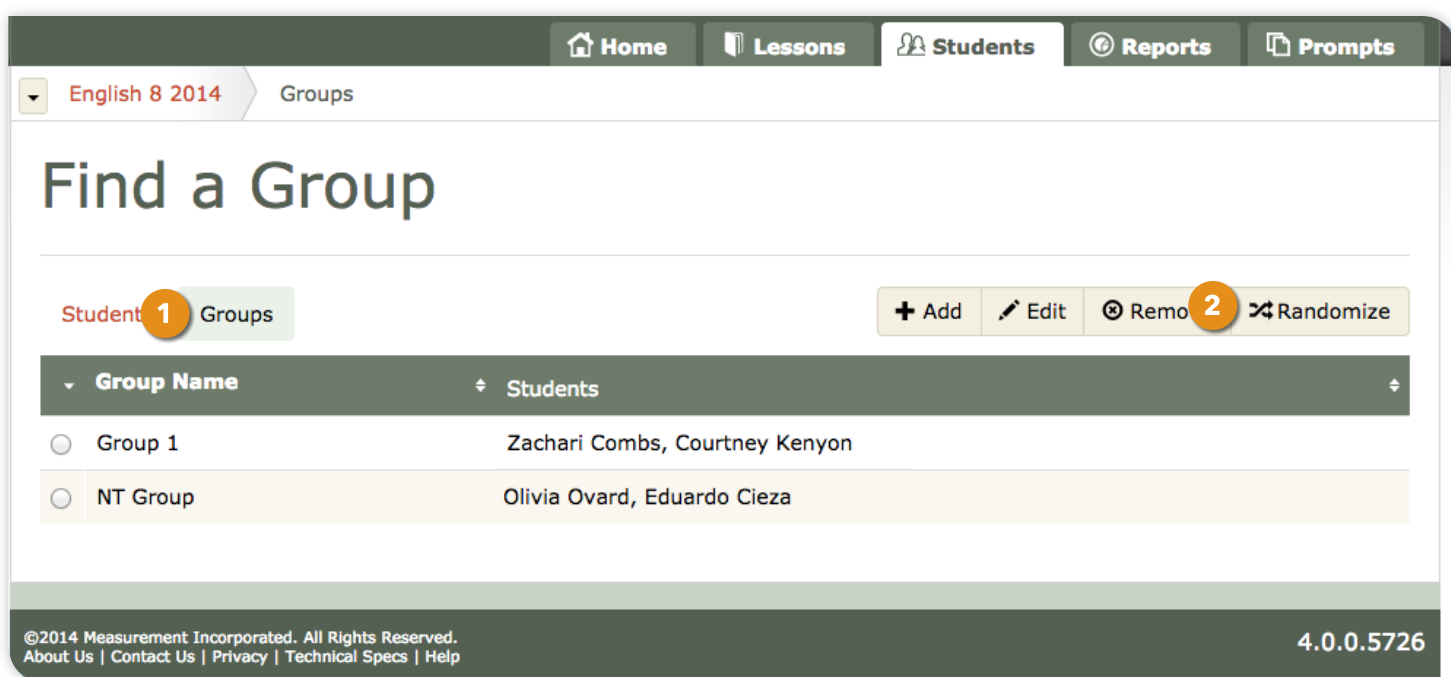 Home Lessons Students Reports Prompts
English 8 2014 Groups
Find a Group
Student 1 Groups + Add Edit Remo 2 Randomize
Group Name Students
Group 1 Zachari Combs, Courtney Kenyon
NT Group Olivia Ovard, Eduardo Cieza
©2014 Measurement Incorporated. All Rights Reserved.
About Us | Contact Us | Privacy | Technical Specs | Help
4.0.0.5726